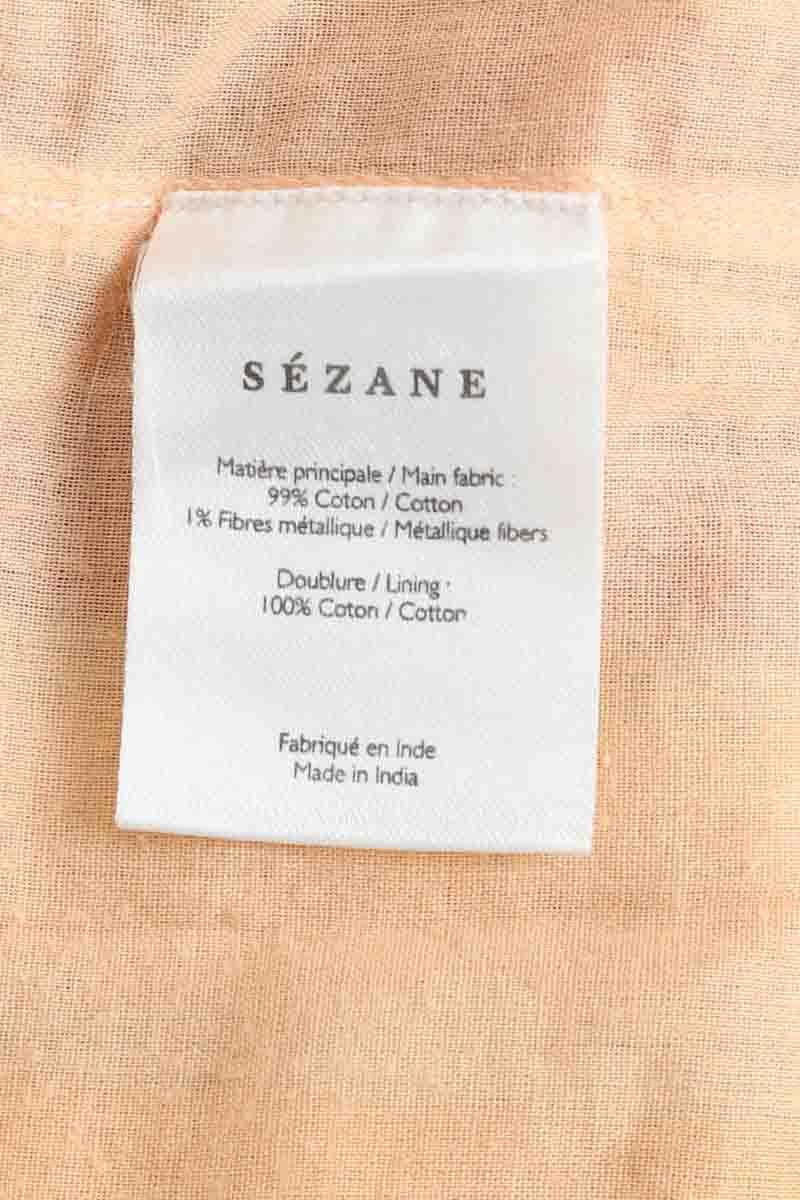 SÉZANE
Matière principale / Main fabric :
99% Coton / Cotton
1% Fibres métallique / Métallique fibers
Doublure / Lining :
100% Coton / Cotton
Fabriqué en Inde
Made in India